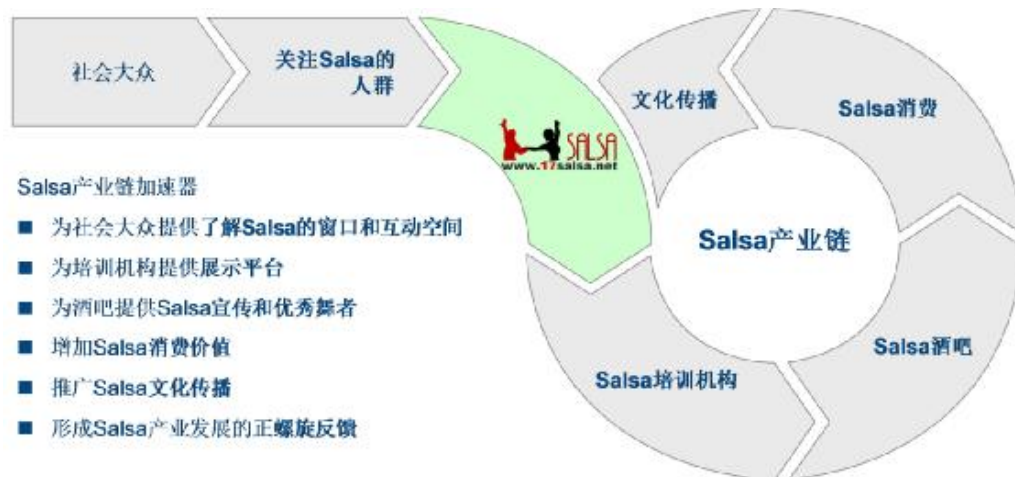 社会大众
关注Salsa的
人群
SALSA
www.17salsa.net
文化传播
Salsa消费
Salsa产业链
Salsa酒吧
Salsa培训机构
Salsa产业链加速器
■ 为社会大众提供了解Salsa的窗口和互动空间
■ 为培训机构提供展示平台
■ 为酒吧提供Salsa宣传和优秀舞者
■ 增加Salsa消费价值
■ 推广Salsa文化传播
■ 形成Salsa产业发展的正螺旋反馈